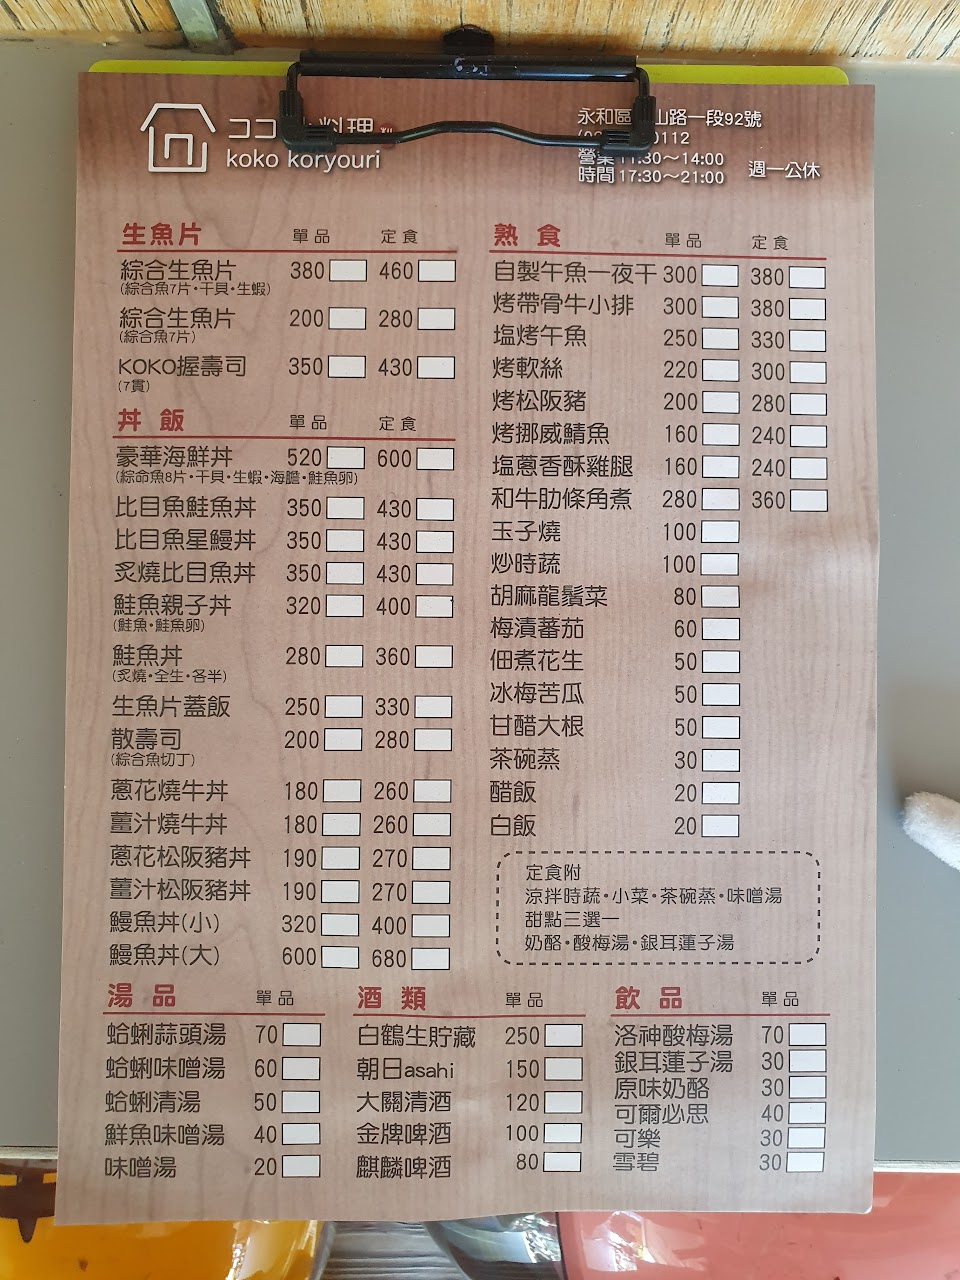 ココ 料理
koko koryouri
永和區 山路一段92號
0112
營業 11:30～14:00
時間 17:30～21:00
週一公休
生魚片 單品 定食
綜合生魚片 380 460
(綜合魚7片·干貝·生蝦)
綜合生魚片 200 280
(綜合魚7片)
KOKO握壽司 350 430
(7貫)
丼飯 單品 定食
豪華海鮮丼 520 600
(綜命魚8片·干貝·生蝦·海膽·鮭魚卵)
比目魚鮭魚丼 350 430
比目魚星鰻丼 350 430
炙燒比目魚丼 350 430
鮭魚親子丼 320 400
(鮭魚·鮭魚卵)
鮭魚丼 280 360
(炙燒·全生·各半)
生魚片蓋飯 250 330
散壽司 200 280
(綜合魚切丁)
蔥花燒牛丼 180 260
薑汁燒牛丼 180 260
蔥花松阪豬丼 190 270
薑汁松阪豬丼 190 270
鰻魚丼(小) 320 400
鰻魚丼(大) 600 680
熟食 單品 定食
自製午魚一夜干 300 380
烤帶骨牛小排 300 380
塩烤午魚 250 330
烤軟絲 220 300
烤松阪豬 200 280
烤挪威鯖魚 160 240
塩蔥香酥雞腿 160 240
和牛肋條角煮 280 360
玉子燒 100
炒時蔬 100
胡麻龍鬚菜 80
梅漬蕃茄 60
佃煮花生 50
冰梅苦瓜 50
甘醋大根 50
茶碗蒸 30
醋飯 20
白飯 20
定食附
涼拌時蔬·小菜·茶碗蒸·味噌湯
甜點三選一
奶酪·酸梅湯·銀耳蓮子湯
湯品 單品
蛤蜊蒜頭湯 70
蛤蜊味噌湯 60
蛤蜊清湯 50
鮮魚味噌湯 40
味噌湯 20
酒類 單品
白鶴生貯藏 250
朝日asahi 150
大關清酒 120
金牌啤酒 100
麒麟啤酒 80
飲品 單品
洛神酸梅湯 70
銀耳蓮子湯 30
原味奶酪 30
可爾必思 40
可樂 30
雪碧 30